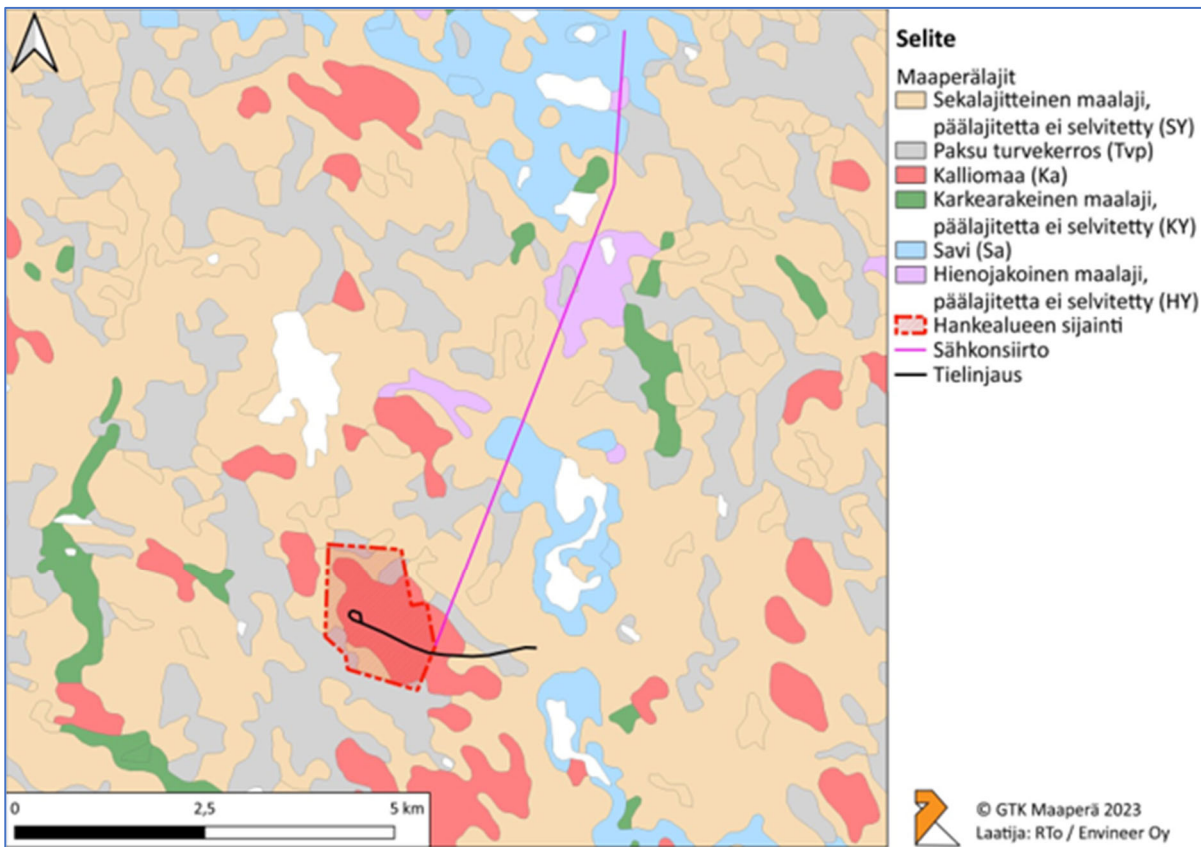 Selite
Maaperälajit
Sekalajitteinen maalaji,
päälajitetta ei selvitetty (SY)
Paksu turvekerros (Tvp)
Kalliomaa (Ka)
Karkearakeinen maalaji,
päälajitetta ei selvitetty (KY)
Savi (Sa)
Hienojakoinen maalaji,
päälajitetta ei selvitetty (HY)
Hankealueen sijainti
Sähkonsiirto
Tielinjaus
0 2,5 5 km
© GTK Maaperä 2023
Laatija: RTo / Envineer Oy